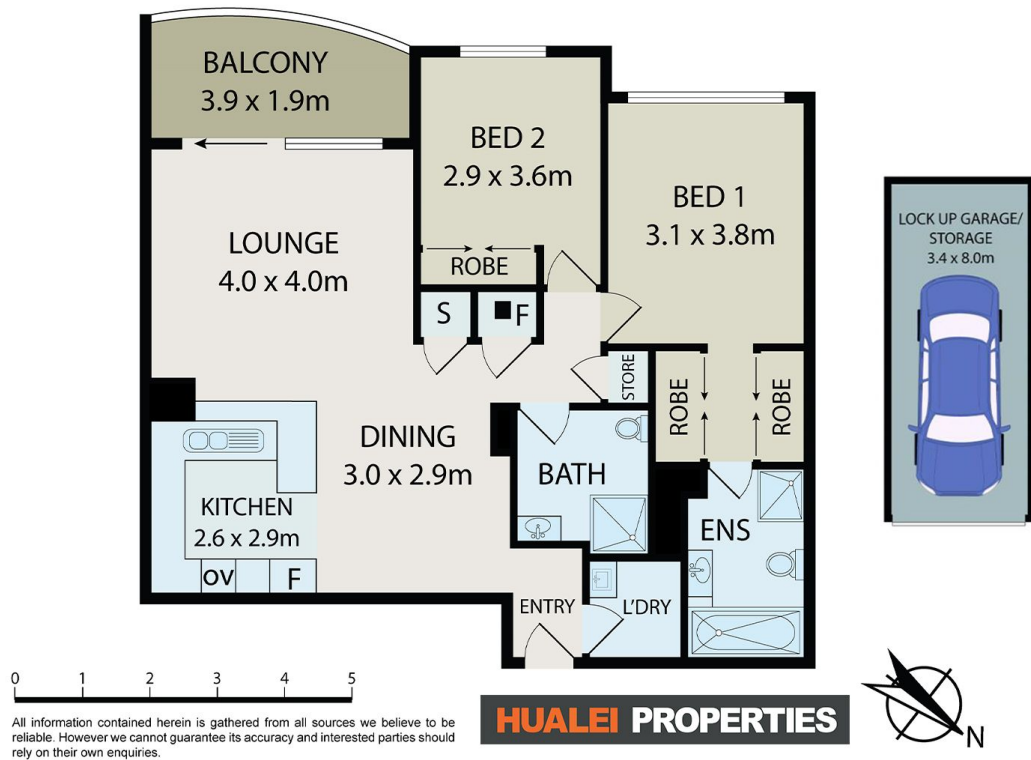 BALCONY
3.9 x 1.9m
BED 2
2.9 x 3.6m
ROBE
BED 1
3.1 x 3.8m
LOCK UP GARAGE/
STORAGE
3.4 x 8.0m
LOUNGE
4.0 x 4.0m
S
F
STORE
ROBE
ROBE
DINING
3.0 x 2.9m
BATH
KITCHEN
2.6 x 2.9m
OV
F
ENS
ENTRY
L'DRY
0 1 2 3 4 5
All information contained herein is gathered from all sources we believe to be
reliable. However we cannot guarantee its accuracy and interested parties should
rely on their own enquiries.
HUALEI PROPERTIES
N